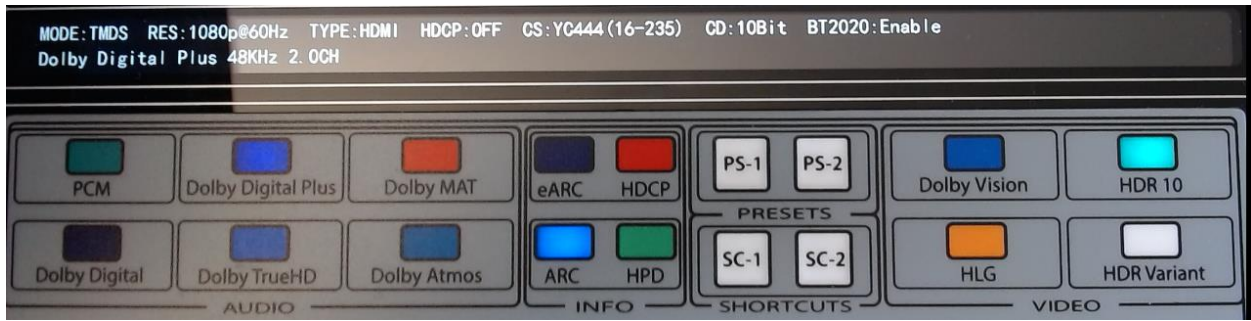 MODE:TMDS RES:1080p@60Hz TYPE:HDMI HDCP:OFF CS:YC444(16-235) CD:10Bit BT2020:Enable
Dolby Digital Plus 48KHz 2.0CH
PCM Dolby Digital Plus Dolby MAT eARC HDCP PS-1 PS-2 Dolby Vision HDR 10
PRESETS
Dolby Digital Dolby TrueHD Dolby Atmos ARC HPD SC-1 SC-2 HLG HDR Variant
AUDIO INFO SHORTCUTS VIDEO